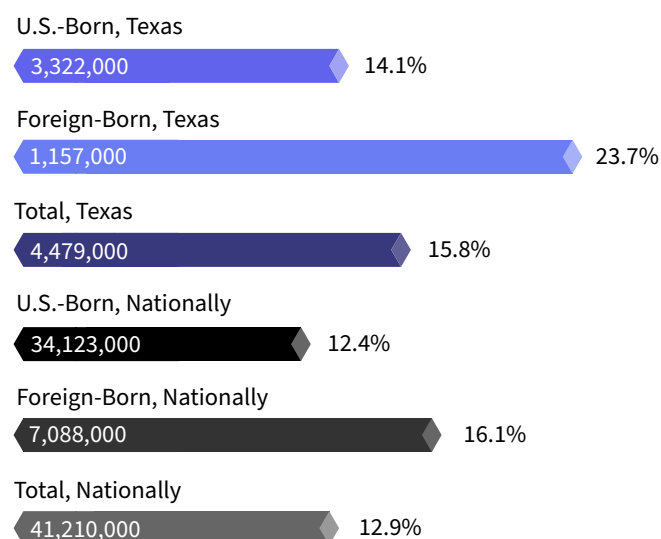 U.S.-Born, Texas
3,322,000 14.1%
Foreign-Born, Texas
1,157,000 23.7%
Total, Texas
4,479,000 15.8%
U.S.-Born, Nationally
34,123,000 12.4%
Foreign-Born, Nationally
7,088,000 16.1%
Total, Nationally
41,210,000 12.9%